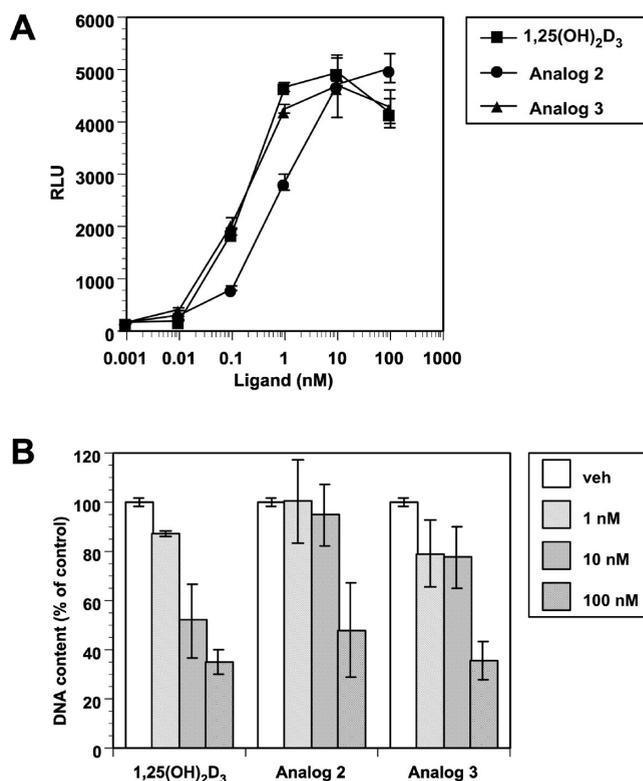 A
6000
5000
4000
3000
2000
1000
0
RLU
0.001 0.01 0.1 1 10 100 1000
Ligand (nM)
1,25(OH)₂D₃
Analog 2
Analog 3
B
120
100
80
60
40
20
0
DNA content (% of control)
1,25(OH)₂D₃ Analog 2 Analog 3
veh
1 nM
10 nM
100 nM